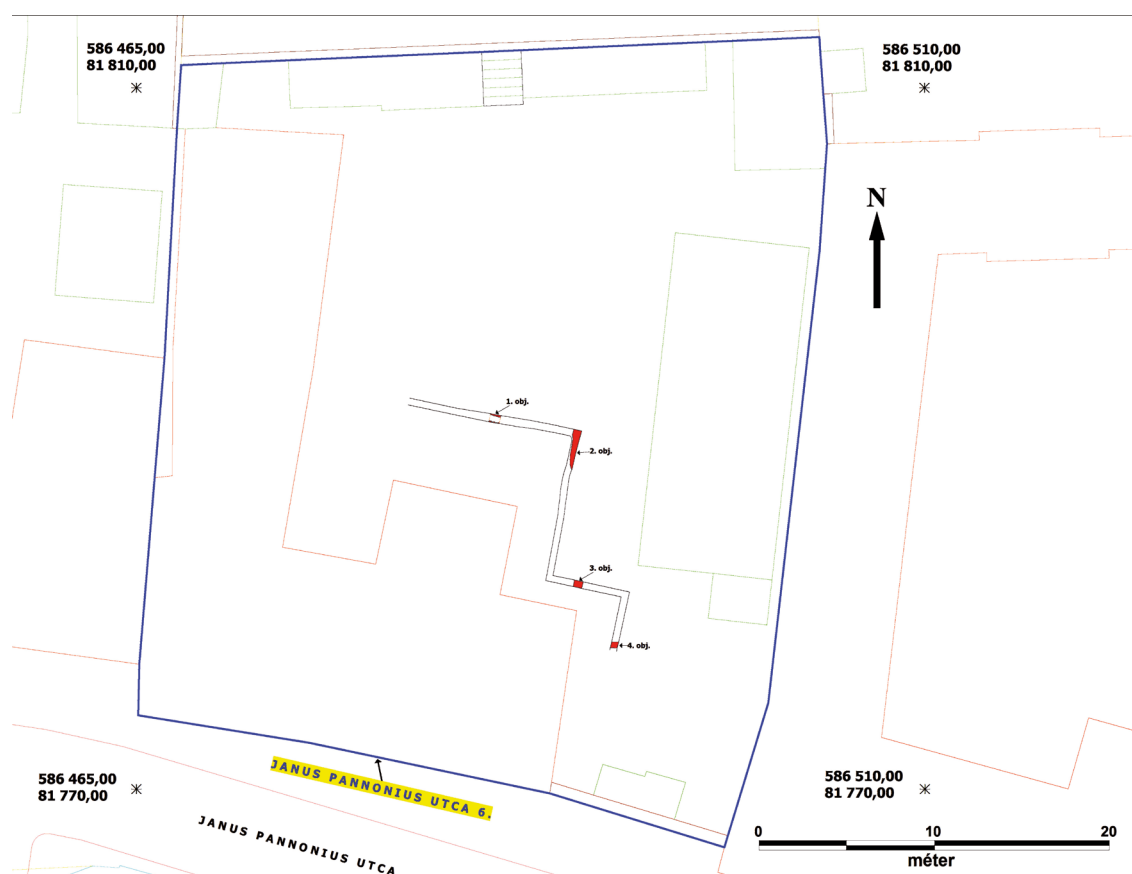 586 465,00
81 810,00
586 510,00
81 810,00
N
1. obj.
2. obj.
3. obj.
4. obj.
586 465,00
81 770,00
586 510,00
81 770,00
JANUS PANNONIUS UTCA 6.
JANUS PANNONIUS UTCA
0 10 20
méter